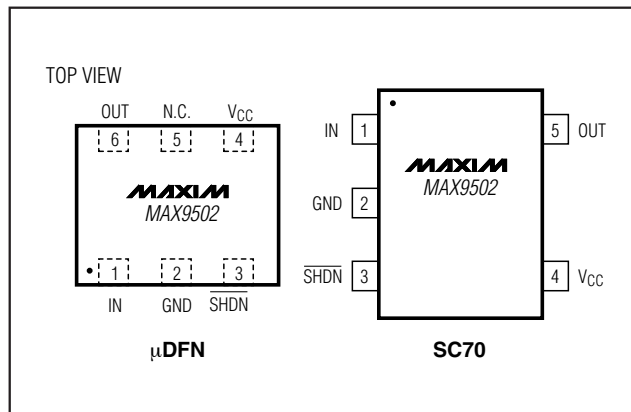 TOP VIEW
OUT N.C. VCC
6 5 4
MAXIM
MAX9502
1 2 3
IN GND SHDN
µDFN
IN 1
GND 2
SHDN 3
5 OUT
4 VCC
MAXIM
MAX9502
SC70